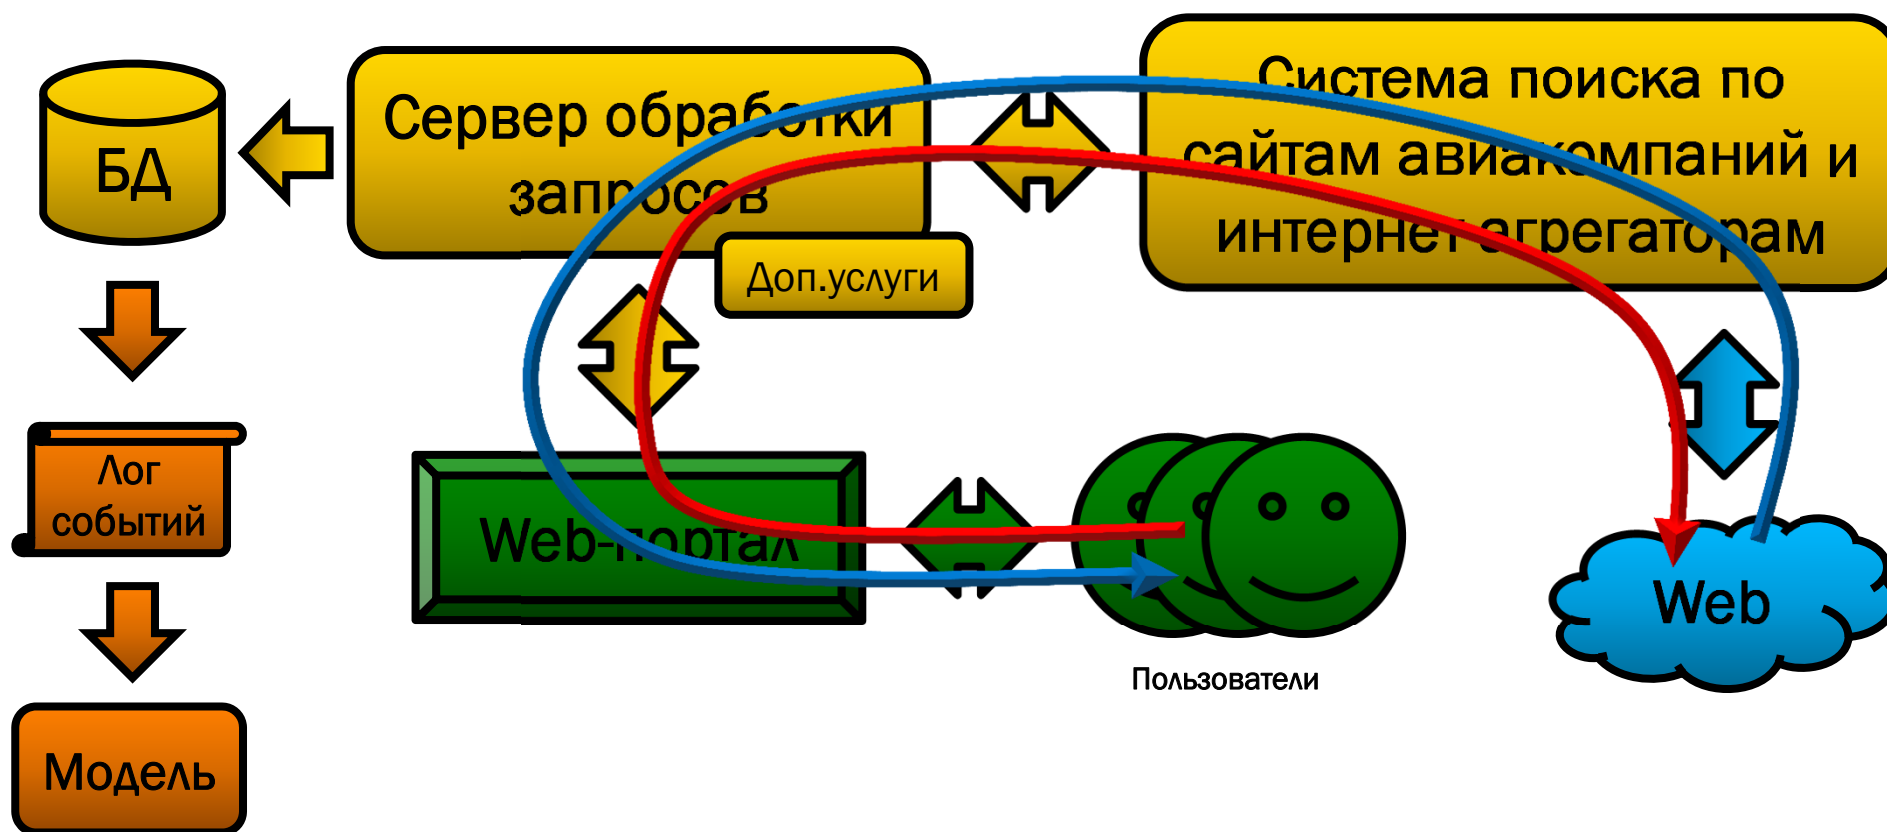 БД
Сервер обработки
запросов
Доп.услуги
Система поиска по
сайтам авиакомпаний и
интернет агрегаторам
Лог
событий
Web-портал
Пользователи
Web
Модель